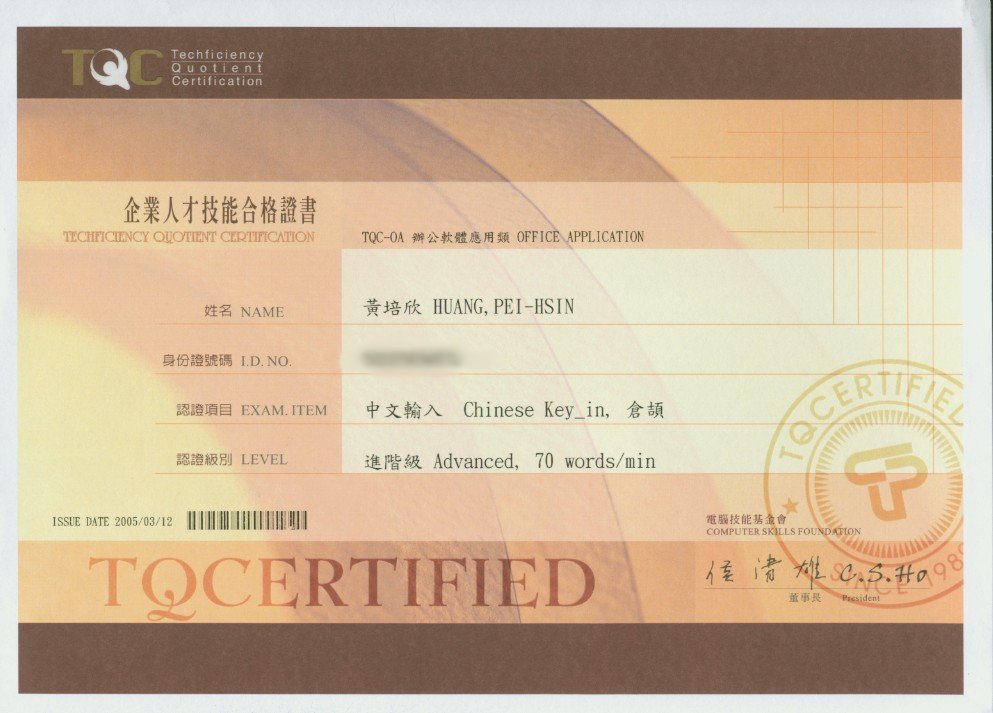 TQC Techficiency
Quotient
Certification
企業人才技能合格證書
TECHFICIENCY QUOTIENT CERTIFICATION
TQC-OA 辦公軟體應用類 OFFICE APPLICATION
姓名 NAME 黃培欣 HUANG,PEI-HSIN
身份證號碼 I.D. NO.
認證項目 EXAM. ITEM 中文輸入 Chinese Key_in, 倉頡
認證級別 LEVEL 進階級 Advanced, 70 words/min
ISSUE DATE 2005/03/12
電腦技能基金會
COMPUTER SKILLS FOUNDATION
TQCERTIFIED
C.S.Ho
董事長 President
TQCERTIFIED
SINCE 1989